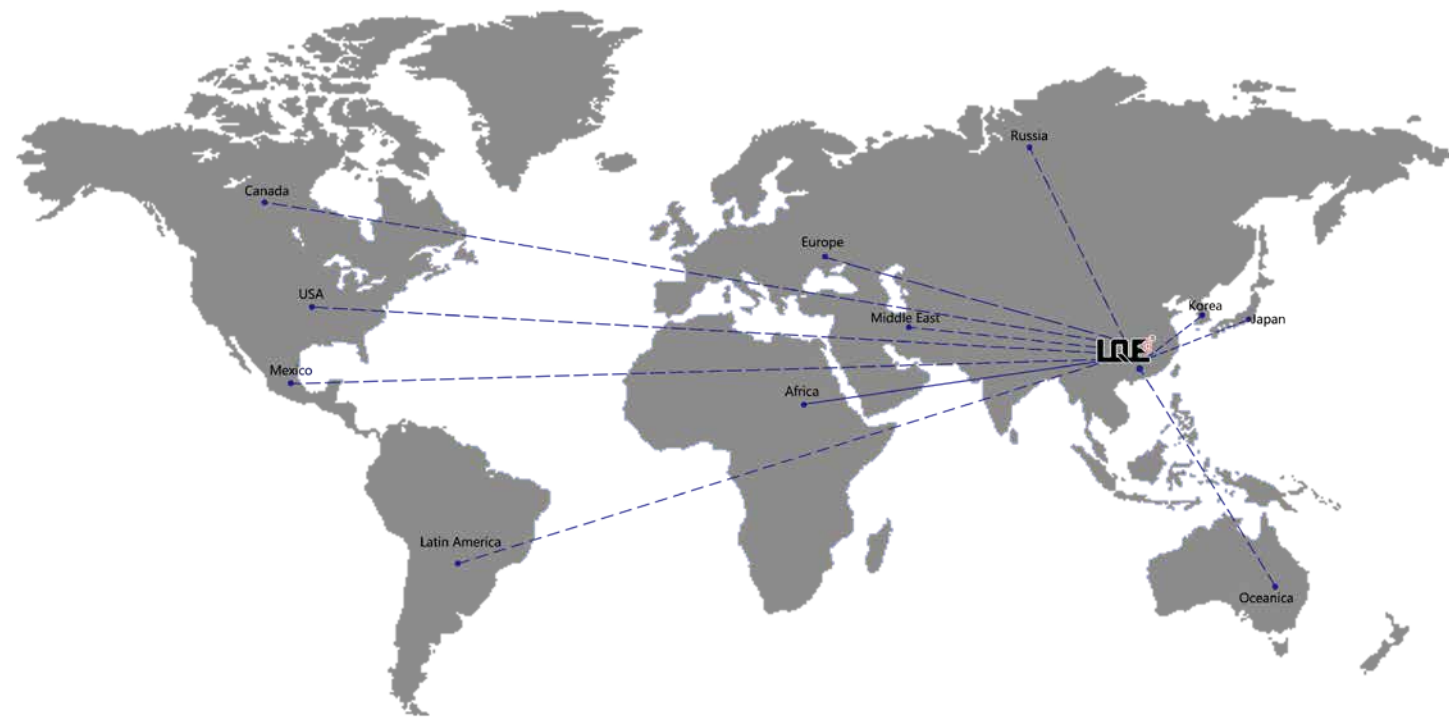 Russia
Canada
Europe
USA
Korea
Middle East
Japan
LQE
Mexico
Africa
Latin America
Oceanica